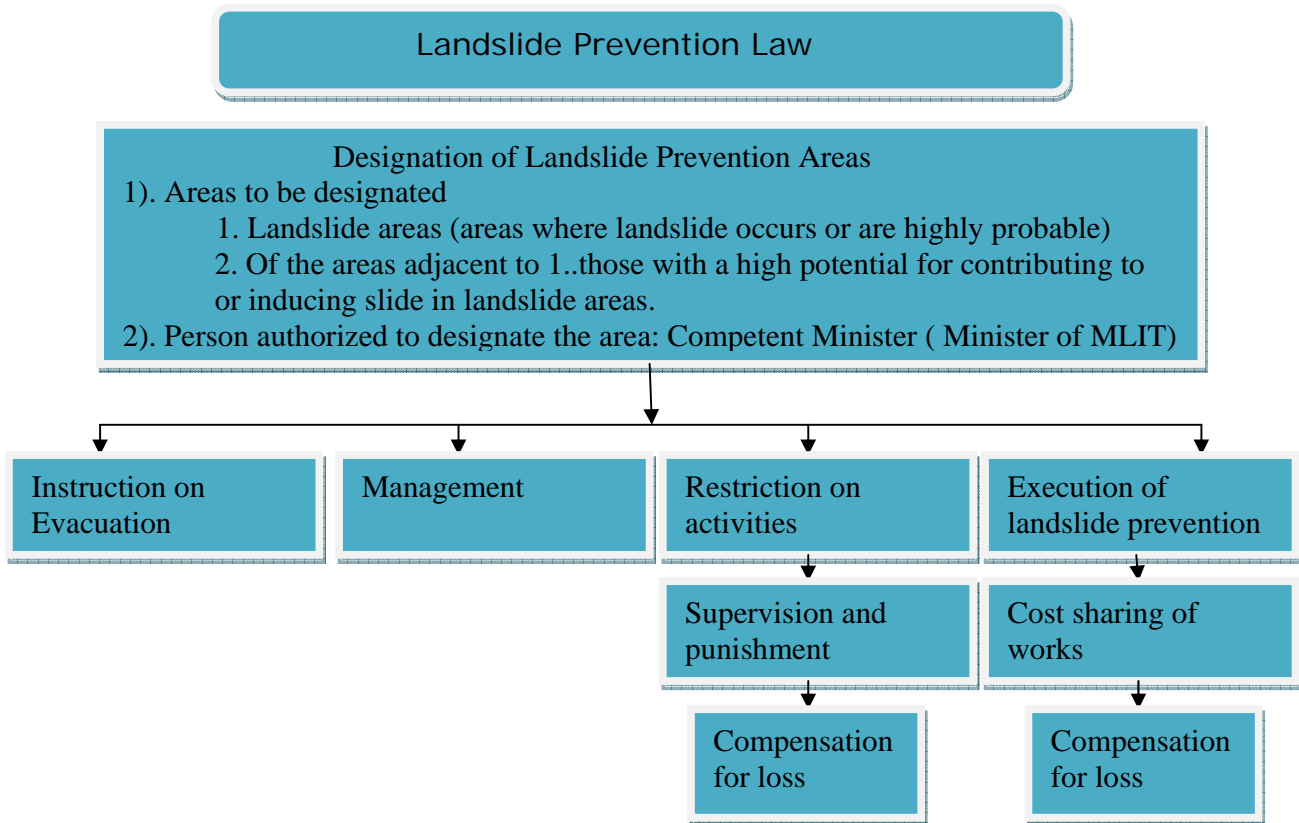 Landslide Prevention Law
Designation of Landslide Prevention Areas
1). Areas to be designated
1. Landslide areas (areas where landslide occurs or are highly probable)
2. Of the areas adjacent to 1..those with a high potential for contributing to
or inducing slide in landslide areas.
2). Person authorized to designate the area: Competent Minister ( Minister of MLIT)
Instruction on
Evacuation
Management
Restriction on
activities
Execution of
landslide prevention
Supervision and
punishment
Cost sharing of
works
Compensation
for loss
Compensation
for loss